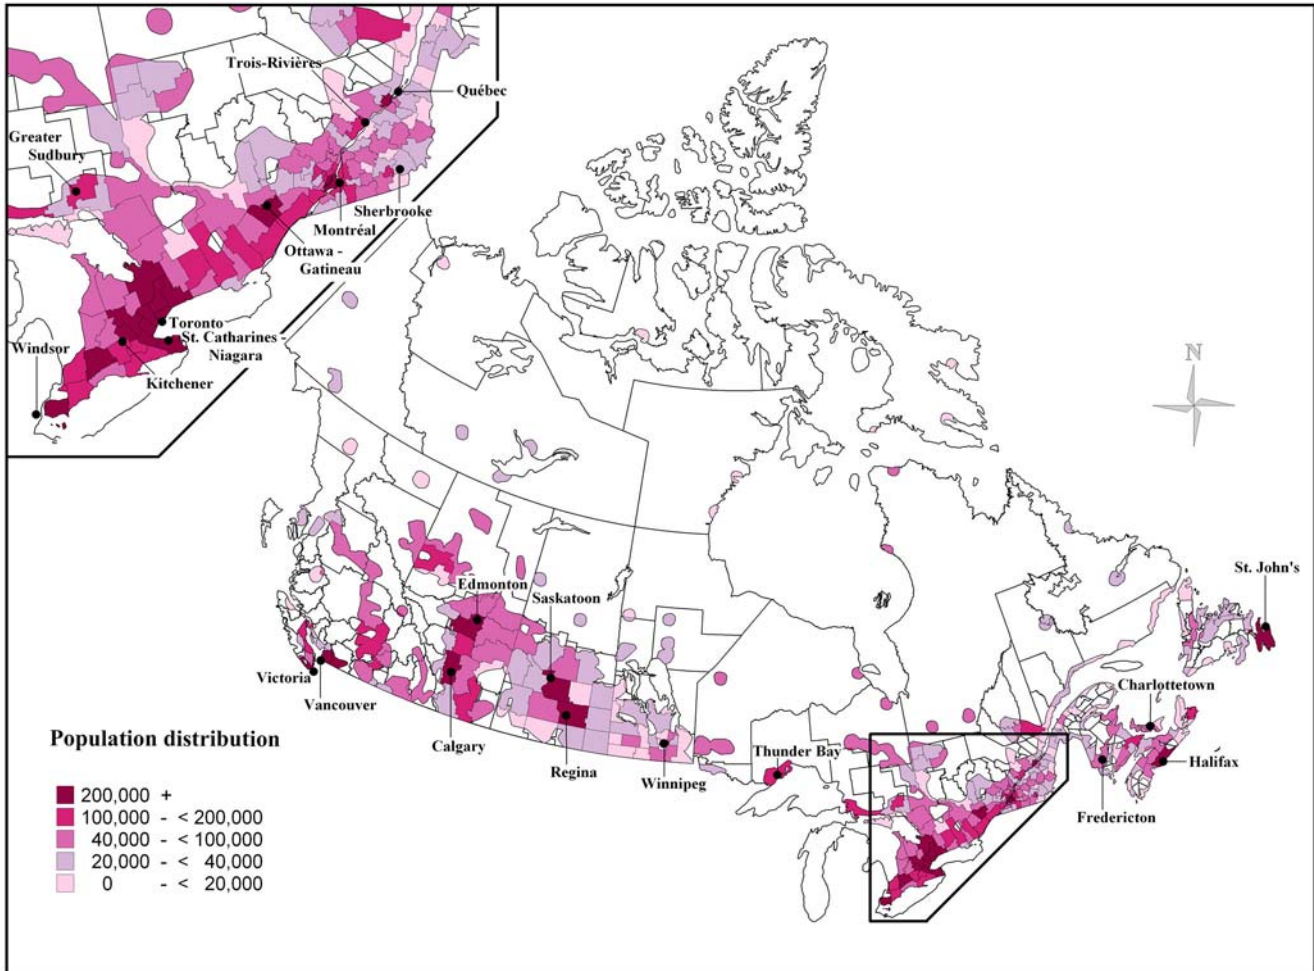 Trois-Rivières
Québec
Greater
Sudbury
Sherbrooke
Montréal
Ottawa -
Gatineau
Toronto
St. Catharines -
Niagara
Windsor
Kitchener
N
St. John's
Edmonton
Saskatoon
Victoria
Vancouver
Charlottetown
Calgary
Thunder Bay
Halifax
Regina
Winnipeg
Fredericton
Population distribution
200,000 +
100,000 - < 200,000
40,000 - < 100,000
20,000 - < 40,000
0 - < 20,000